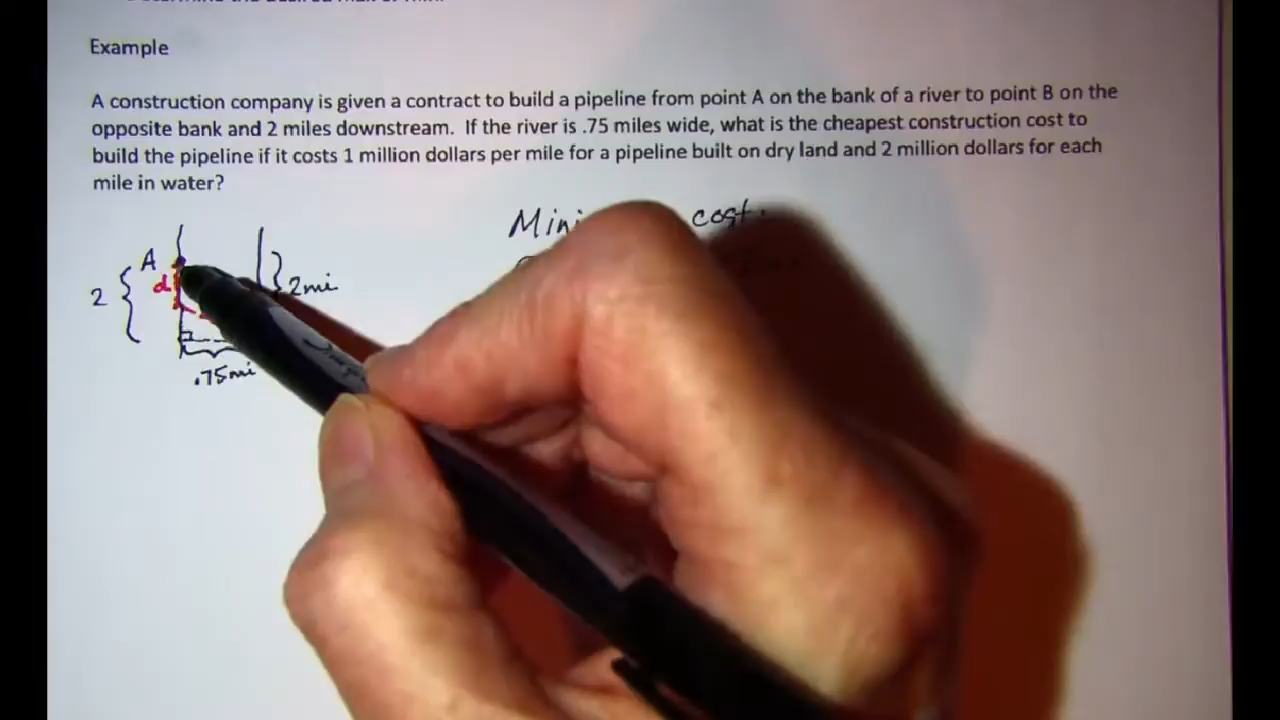 Example
A construction company is given a contract to build a pipeline from point A on the bank of a river to point B on the
opposite bank and 2 miles downstream. If the river is .75 miles wide, what is the cheapest construction cost to
build the pipeline if it costs 1 million dollars per mile for a pipeline built on dry land and 2 million dollars for each
mile in water?
cost.
A
d
2
2mi
.75mi